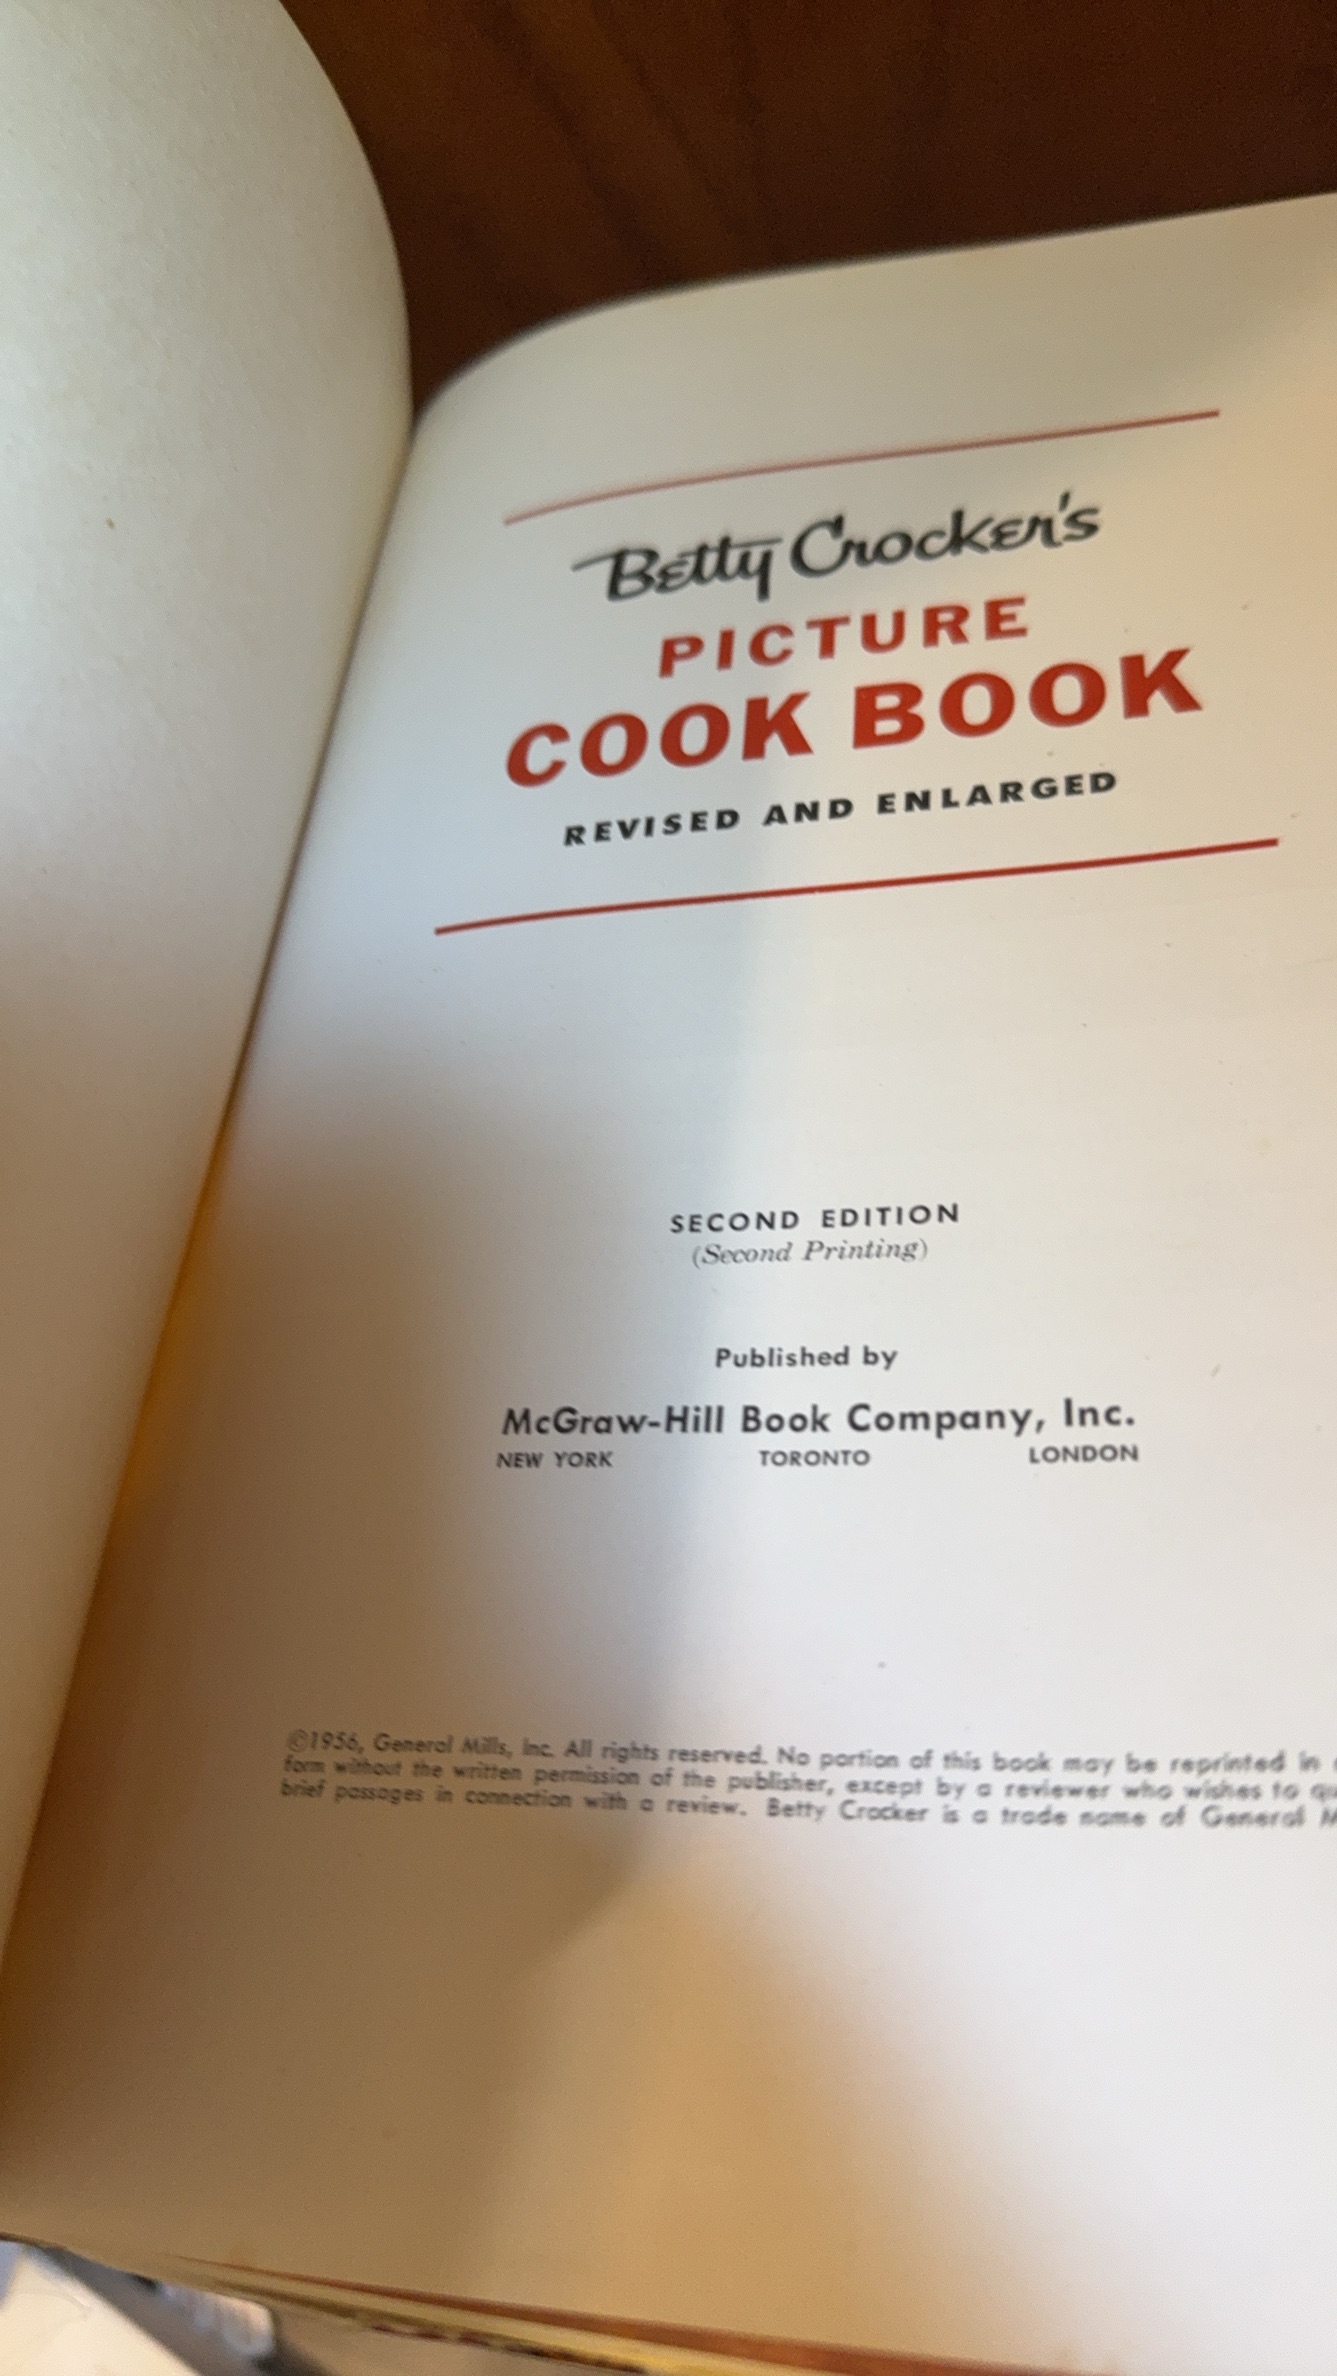 Betty Crocker's
PICTURE
COOK BOOK
REVISED AND ENLARGED
SECOND EDITION
(Second Printing)
Published by
McGraw-Hill Book Company, Inc.
NEW YORK TORONTO LONDON
©1956, General Mills, Inc. All rights reserved. No portion of this book may be reprinted in
form without the written permission of the publisher, except by a reviewer who wishes to
brief passages in connection with a review. Betty Crocker is a trade name of General